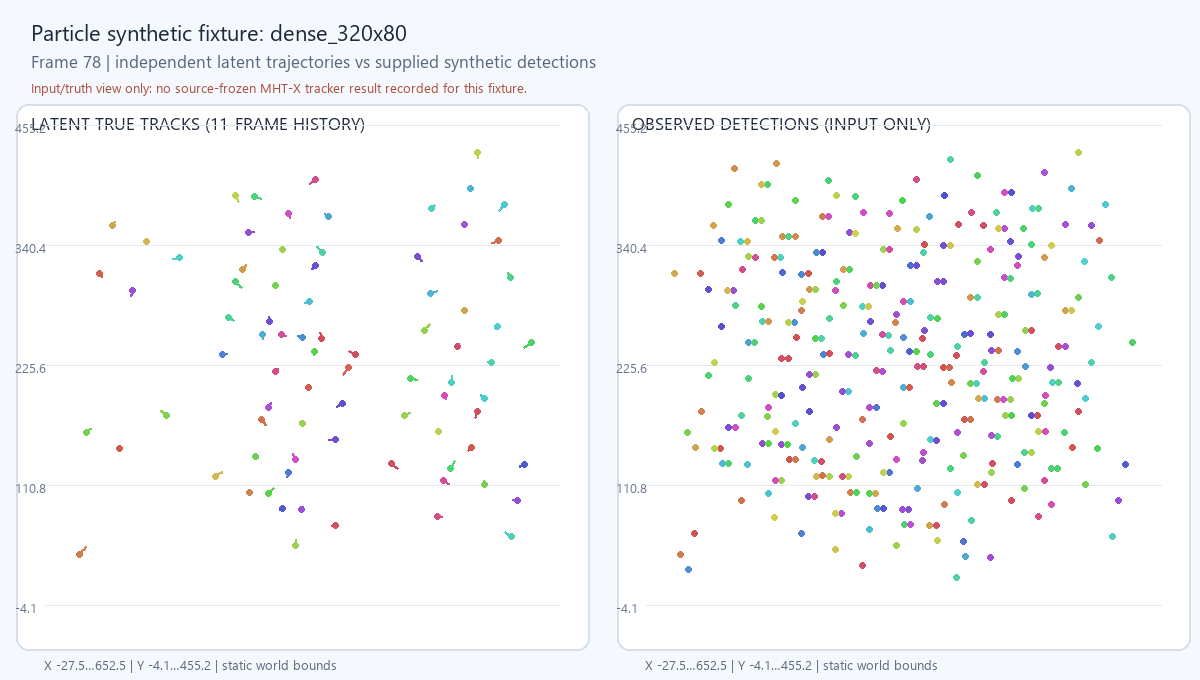 Particle synthetic fixture: dense_320x80
Frame 78 | independent latent trajectories vs supplied synthetic detections
Input/truth view only: no source-frozen MHT-X tracker result recorded for this fixture.
LATENT TRUE TRACKS (11-FRAME HISTORY)
455.2
340.4
225.6
110.8
-4.1
X -27.5...652.5 | Y -4.1...455.2 | static world bounds
OBSERVED DETECTIONS (INPUT ONLY)
455.2
340.4
225.6
110.8
-4.1
X -27.5...652.5 | Y -4.1...455.2 | static world bounds